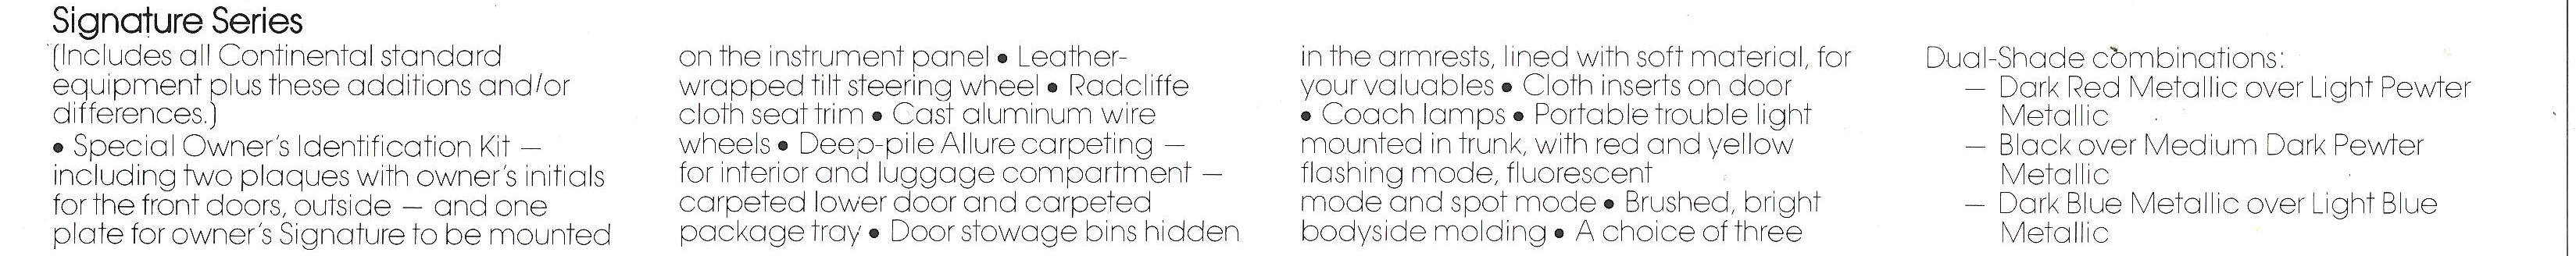 Signature Series
(Includes all Continental standard
equipment plus these additions and/or
differences.)
• Special Owner's Identification Kit —
including two plaques with owner's initials
for the front doors, outside — and one
plate for owner's Signature to be mounted
on the instrument panel • Leather-
wrapped tilt steering wheel • Radcliffe
cloth seat trim • Cast aluminum wire
wheels • Deep-pile Allure carpeting —
for interior and luggage compartment —
carpeted lower door and carpeted
package tray • Door stowage bins hidden
in the armrests, lined with soft material, for
your valuables • Cloth inserts on door
• Coach lamps • Portable trouble light
mounted in trunk, with red and yellow
flashing mode, fluorescent
mode and spot mode • Brushed, bright
bodyside molding • A choice of three
Dual-Shade combinations:
— Dark Red Metallic over Light Pewter
Metallic
— Black over Medium Dark Pewter
Metallic
— Dark Blue Metallic over Light Blue
Metallic